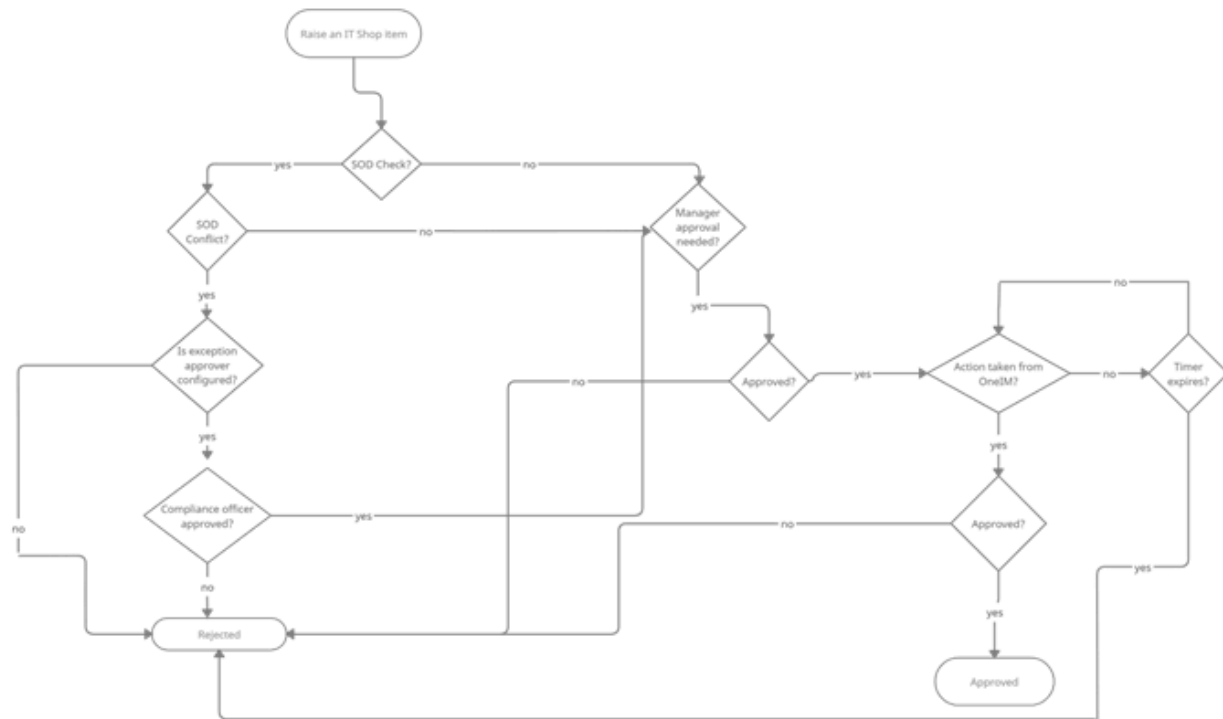 Raise an IT Shop Item
SOD Check?
yes
no
SOD
Conflict?
no
Manager
approval
needed?
yes
yes
no
Is exception
approver
configured?
no
Approved?
yes
Action taken from
OneIM?
no
Timer
expires?
yes
yes
Compliance officer
approved?
yes
no
no
Approved?
yes
no
yes
Rejected
Approved